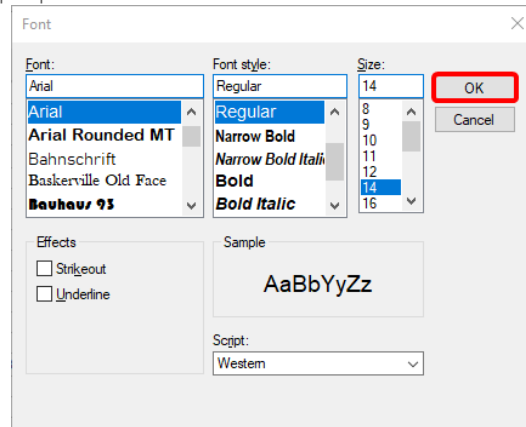 Font
Font:
Arial
Arial
Arial Rounded MT
Bahnschrift
Baskerville Old Face
Bauhaus 93
Font style:
Regular
Regular
Narrow Bold
Narrow Bold Itali
Bold
Bold Italic
Size:
14
8
9
10
11
12
14
16
OK
Cancel
Effects
Strikeout
Underline
Sample
AaBbYyZz
Script:
Western